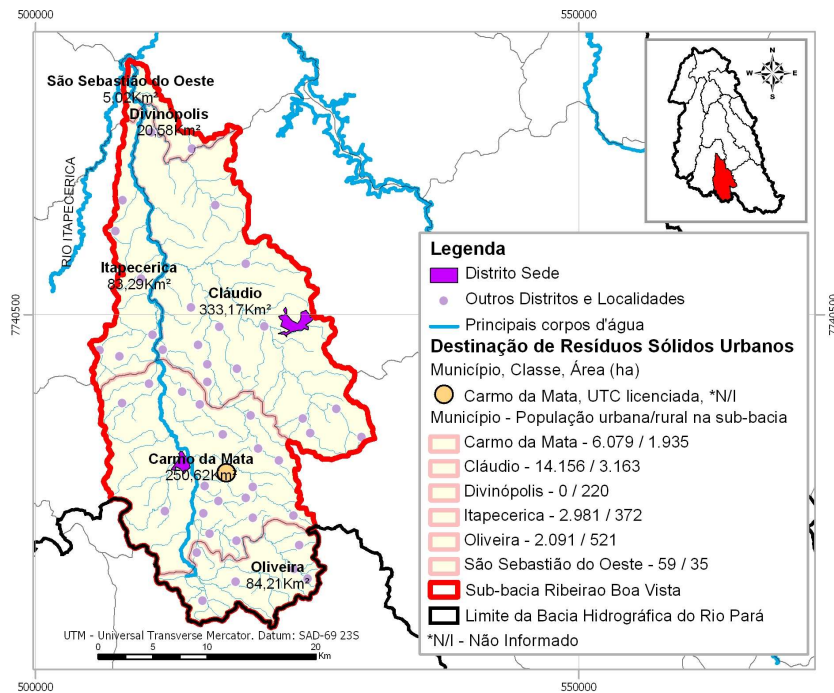 500000
550000
São Sebastião do Oeste
5,02Km²
Divinópolis
20,58Km²
N
W E
S
RIO ITAPECERICA
Itapecerica
83,29Km²
Cláudio
333,17Km²
7740500
7740500
Legenda
Distrito Sede
Outros Distritos e Localidades
Principais corpos d'água
Destinação de Resíduos Sólidos Urbanos
Município, Classe, Área (ha)
Carmo da Mata, UTC licenciada, *N/I
Município - População urbana/rural na sub-bacia
Carmo da Mata - 6.079 / 1.935
Cláudio - 14.156 / 3.163
Divinópolis - 0 / 220
Itapecerica - 2.981 / 372
Oliveira - 2.091 / 521
São Sebastião do Oeste - 59 / 35
Sub-bacia Ribeirao Boa Vista
Limite da Bacia Hidrográfica do Rio Pará
*N/I - Não Informado
Carmo da Mata
250,62Km²
Oliveira
84,21Km²
UTM - Universal Transverse Mercator. Datum: SAD-69 23S
0 5 10 20
Km
500000
550000